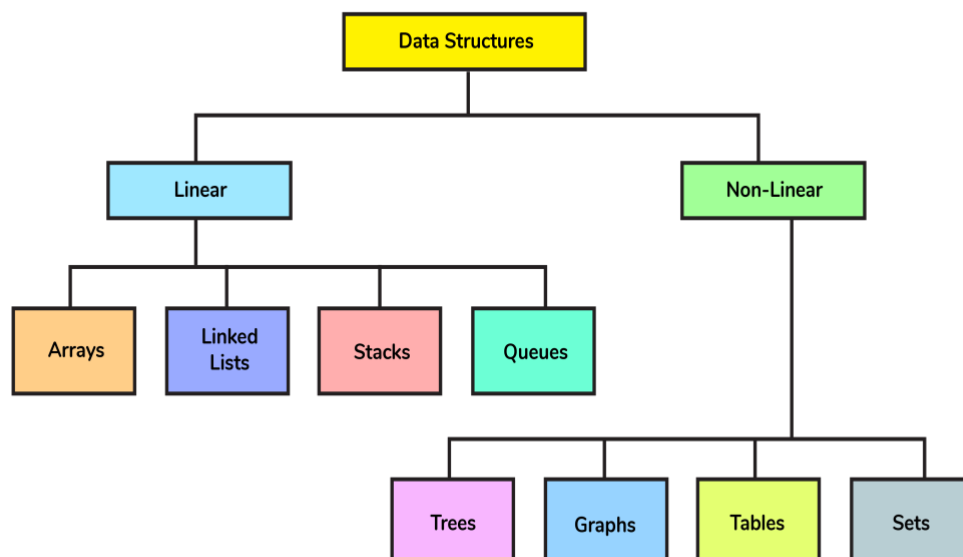 Data Structures
Linear
Non-Linear
Arrays
Linked
Lists
Stacks
Queues
Trees
Graphs
Tables
Sets